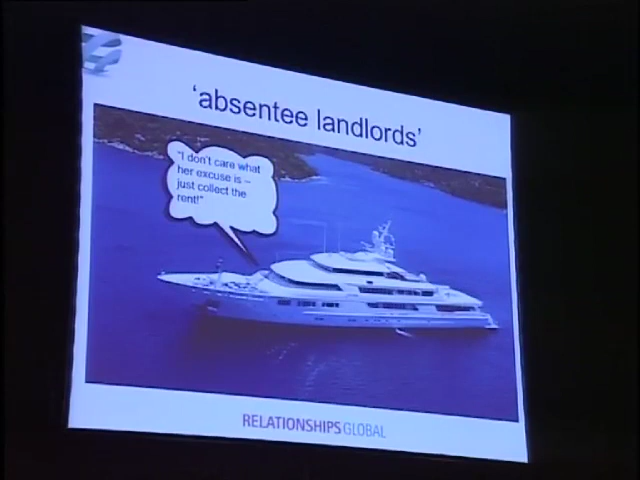 'absentee landlords'
"I don't care what
her excuse is –
just collect the
rent!"
RELATIONSHIPS GLOBAL